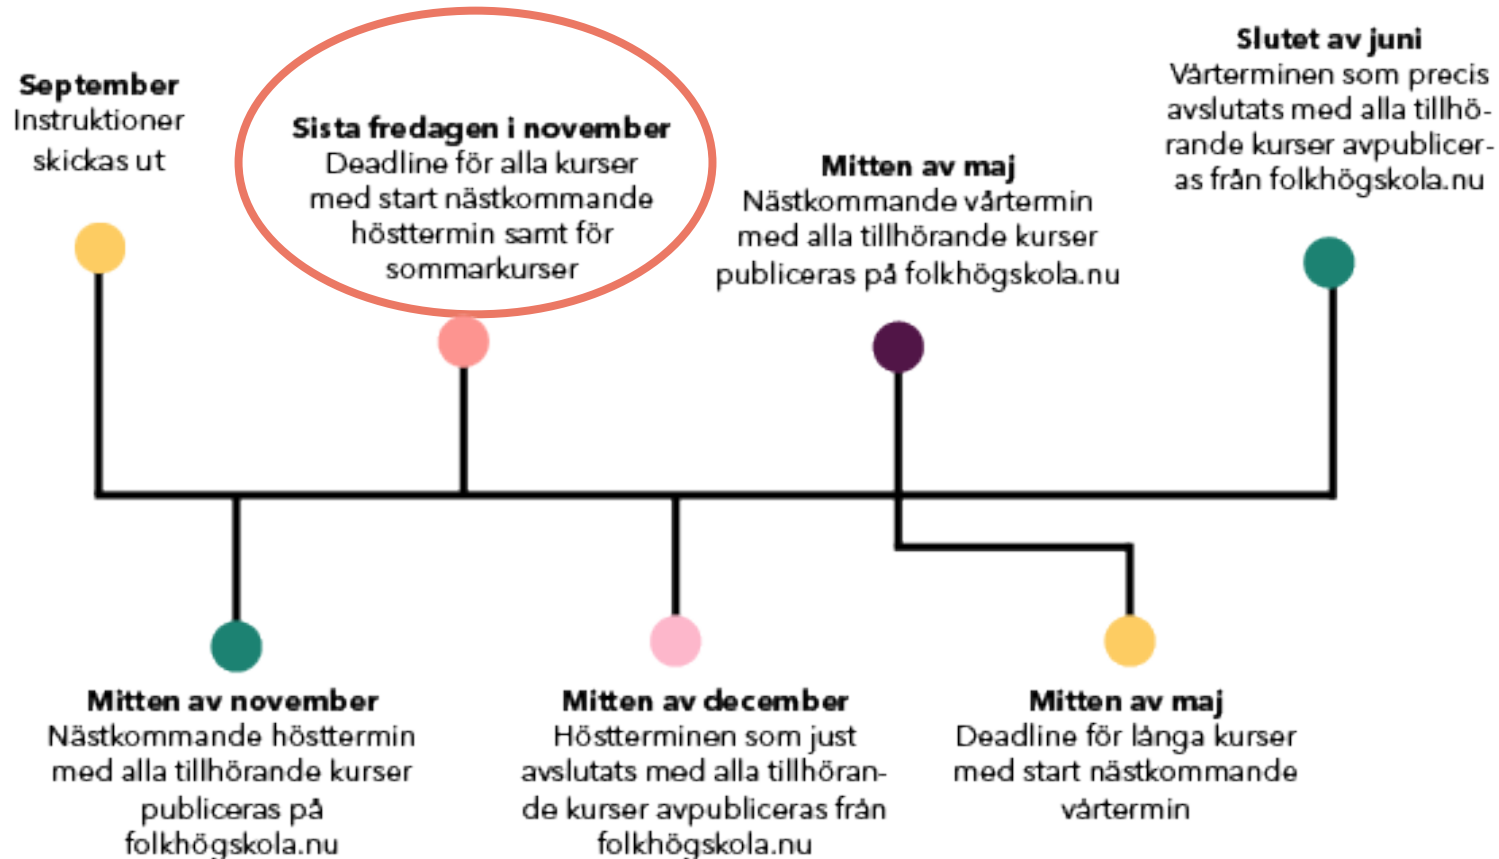 September
Instruktioner
skickas ut
Sista fredagen i november
Deadline för alla kurser
med start nästkommande
hösttermin samt för
sommarkurser
Mitten av maj
Nästkommande vårtermin
med alla tillhörande kurser
publiceras på folkhögskola.nu
Slutet av juni
Vårterminen som precis
avslutats med alla tillhö-
rande kurser avpublicer-
as från folkhögskola.nu
Mitten av november
Nästkommande hösttermin
med alla tillhörande kurser
publiceras på
folkhögskola.nu
Mitten av december
Höstterminen som just
avslutats med alla tillhöran-
de kurser avpubliceras från
folkhögskola.nu
Mitten av maj
Deadline för långa kurser
med start nästkommande
vårtermin